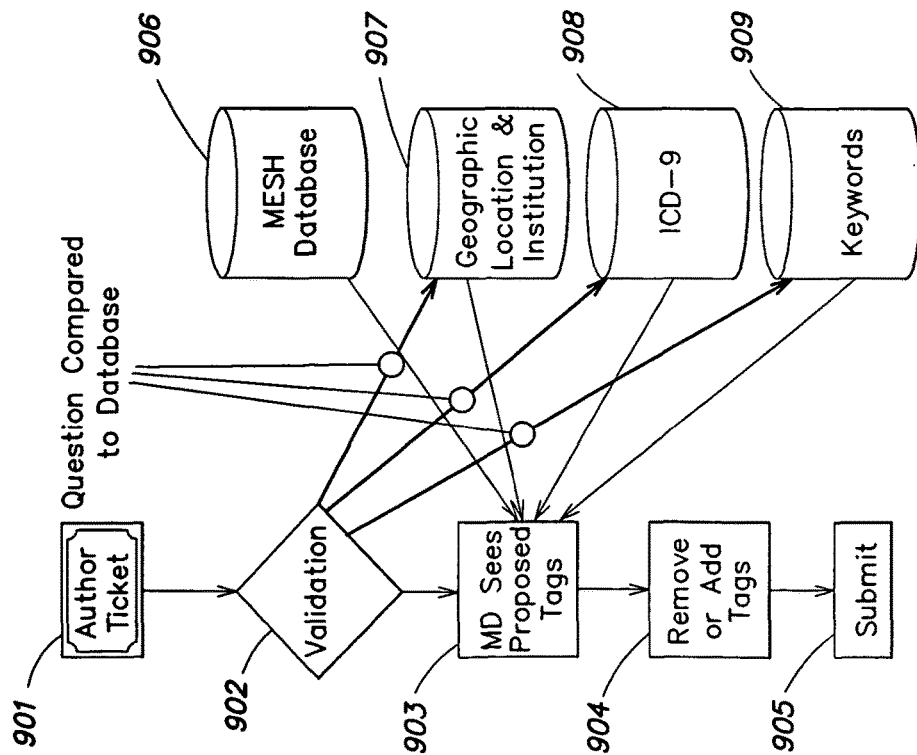 901
Author
Ticket
Question Compared
to Database
902
Validation
903
MD Sees
Proposed
Tags
904
Remove
or Add
Tags
905
Submit
906
MESH
Database
907
Geographic
Location &
Institution
908
ICD-9
909
Keywords